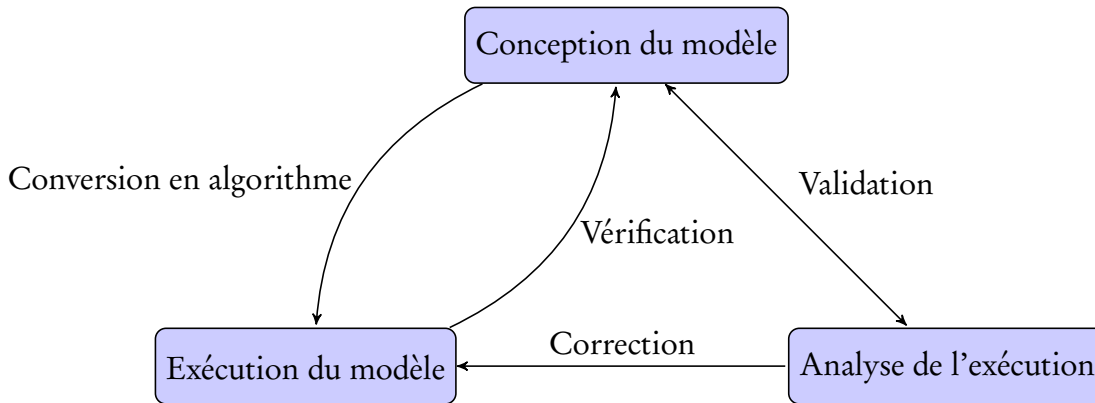 Conception du modèle
Conversion en algorithme
Validation
Vérification
Correction
Exécution du modèle
Analyse de l'exécution